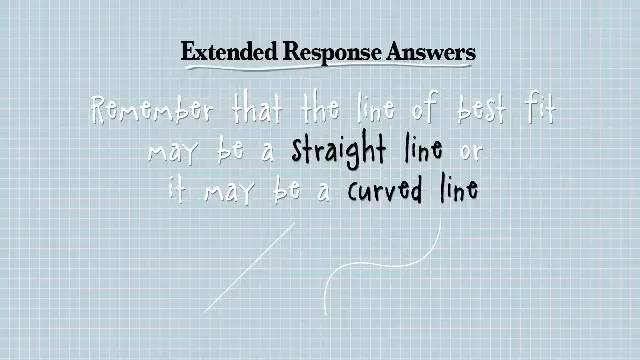 Extended Response Answers
Remember that the line of best fit
may be a straight line or
it may be a curved line